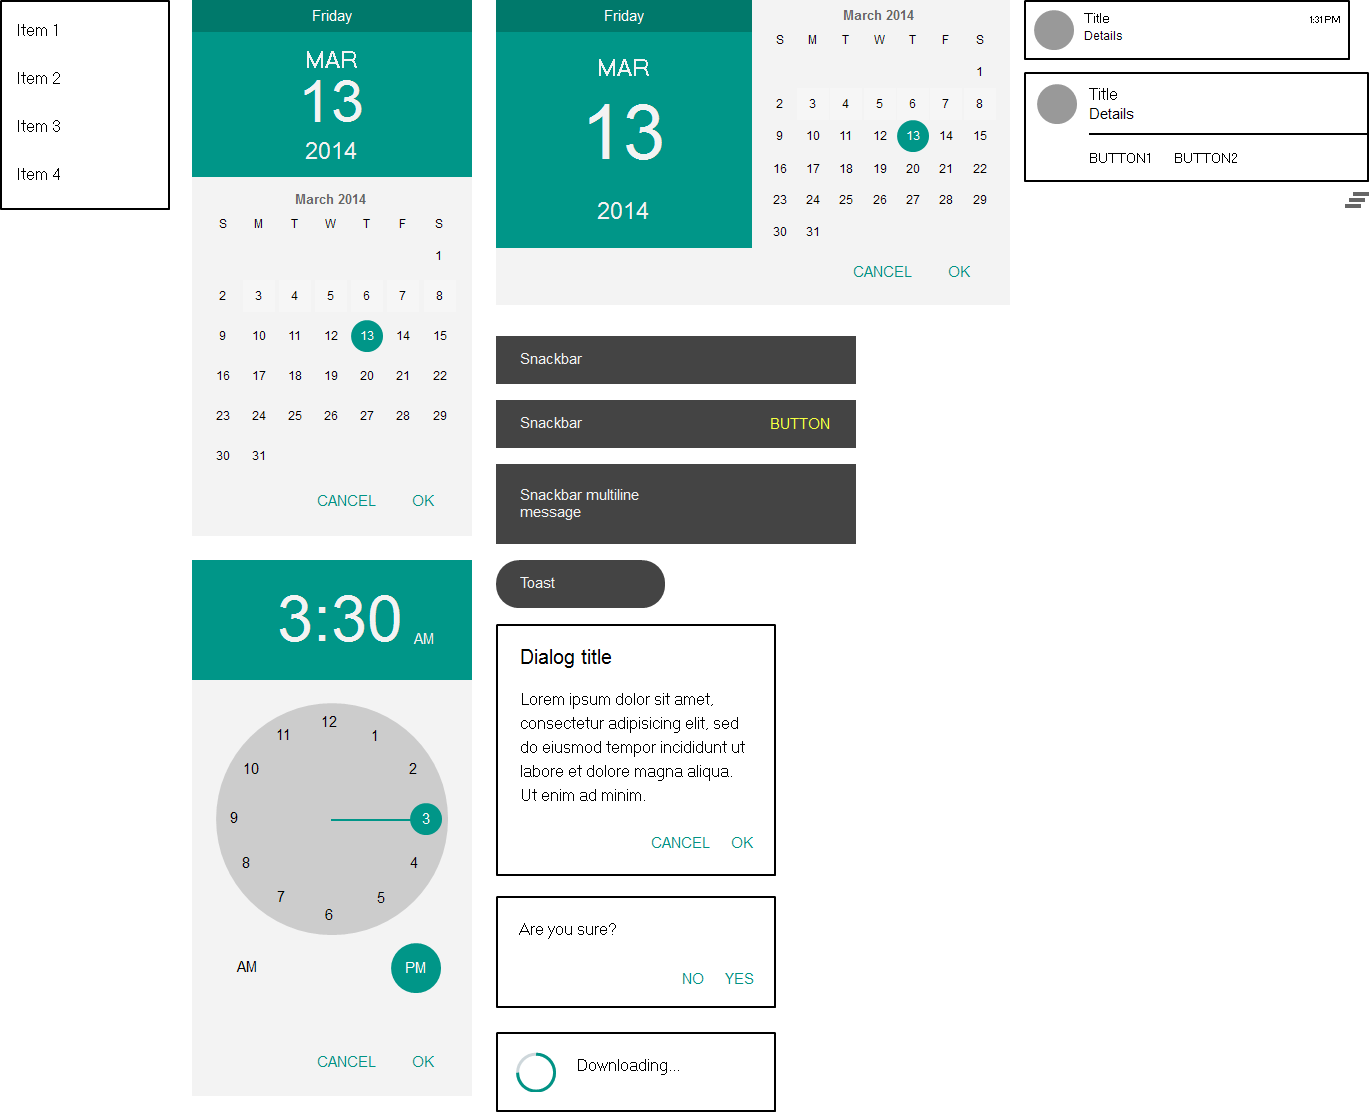 Item 1
Item 2
Item 3
Item 4
Friday
MAR
13
2014
March 2014
S M T W T F S
1
2 3 4 5 6 7 8
9 10 11 12 13 14 15
16 17 18 19 20 21 22
23 24 25 26 27 28 29
30 31
CANCEL OK
3:30 AM
12
11 1
10 2
9 3
8 4
7 5
6
AM PM
CANCEL OK
Friday
MAR
13
2014
March 2014
S M T W T F S
1
2 3 4 5 6 7 8
9 10 11 12 13 14 15
16 17 18 19 20 21 22
23 24 25 26 27 28 29
30 31
CANCEL OK
Snackbar
Snackbar BUTTON
Snackbar multiline
message
Toast
Dialog title
Lorem ipsum dolor sit amet,
consectetur adipisicing elit, sed
do eiusmod tempor incididunt ut
labore et dolore magna aliqua.
Ut enim ad minim.
CANCEL OK
Are you sure?
NO YES
Downloading...
Title 1:31 PM
Details
Title
Details
BUTTON1 BUTTON2